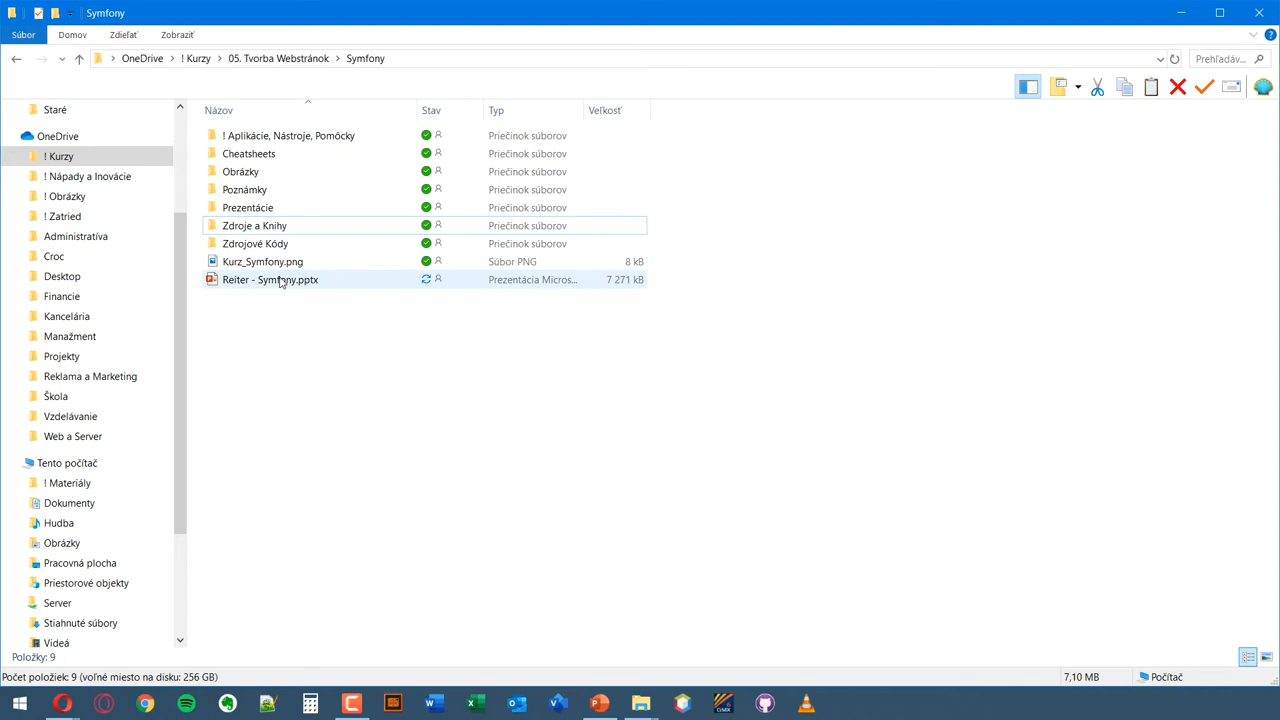 Symfony
Súbor Domov Zdieľať Zobraziť
OneDrive ! Kurzy 05. Tvorba Webstránok Symfony Prehľadáv...
Staré
OneDrive
! Kurzy
! Nápady a Inovácie
! Obrázky
! Zatried
Administratíva
Croc
Desktop
Financie
Kancelária
Manažment
Projekty
Reklama a Marketing
Škola
Vzdelávanie
Web a Server
Tento počítač
! Materiály
Dokumenty
Hudba
Obrázky
Pracovná plocha
Priestorové objekty
Server
Stiahnuté súbory
Videá
Názov Stav Typ Veľkosť
! Aplikácie, Nástroje, Pomôcky Priečinok súborov
Cheatsheets Priečinok súborov
Obrázky Priečinok súborov
Poznámky Priečinok súborov
Prezentácie Priečinok súborov
Zdroje a Knihy Priečinok súborov
Zdrojové Kódy Priečinok súborov
Kurz_Symfony.png Súbor PNG 8 kB
Reiter - Symfony.pptx Prezentácia Micros... 7 271 kB
Položky: 9
Počet položiek: 9 (voľné miesto na disku: 256 GB) 7,10 MB Počítač